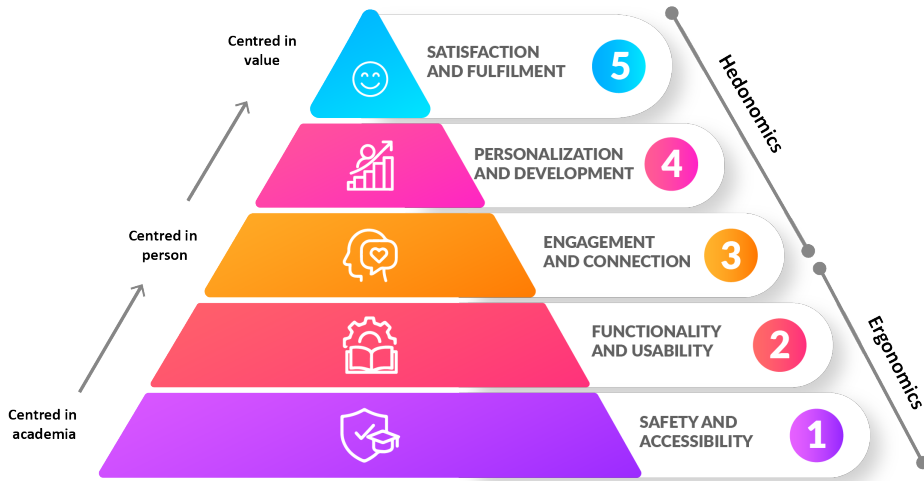 Centred in
value
SATISFACTION
AND FULFILMENT
5
Hedonomics
PERSONALIZATION
AND DEVELOPMENT
4
Centred in
person
ENGAGEMENT
AND CONNECTION
3
FUNCTIONALITY
AND USABILITY
2
Ergonomics
Centred in
academia
SAFETY AND
ACCESSIBILITY
1